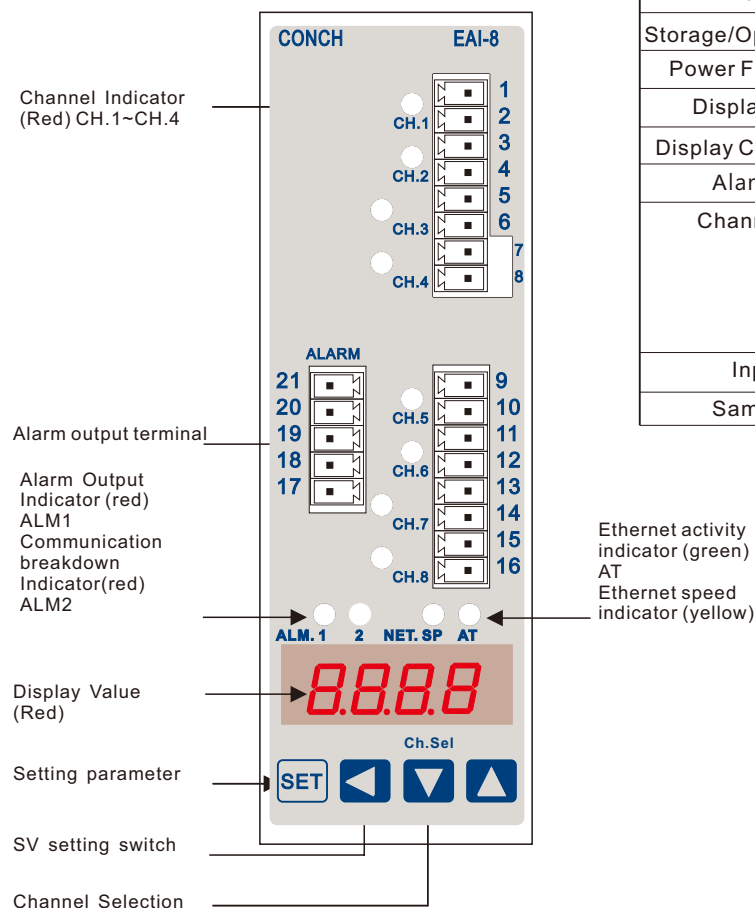 CONCH EAI-8
Channel Indicator
(Red) CH.1~CH.4
1
CH.1 2
3
CH.2 4
5
CH.3 6
7
CH.4 8
ALARM
21
20
19
18
17
9
CH.5 10
11
CH.6 12
13
CH.7 14
15
CH.8 16
Alarm output terminal
Alarm Output
Indicator (red)
ALM1
Communication
breakdown
Indicator(red)
ALM2
Ethernet activity
indicator (green)
AT
Ethernet speed
indicator (yellow)
ALM. 1 2 NET. SP AT
8.8.8.8
Display Value
(Red)
Ch.Sel
SET
Setting parameter
SV setting switch
Channel Selection
Storage/Op
Power F
Displa
Display C
Alar
Chann
Inp
Sam